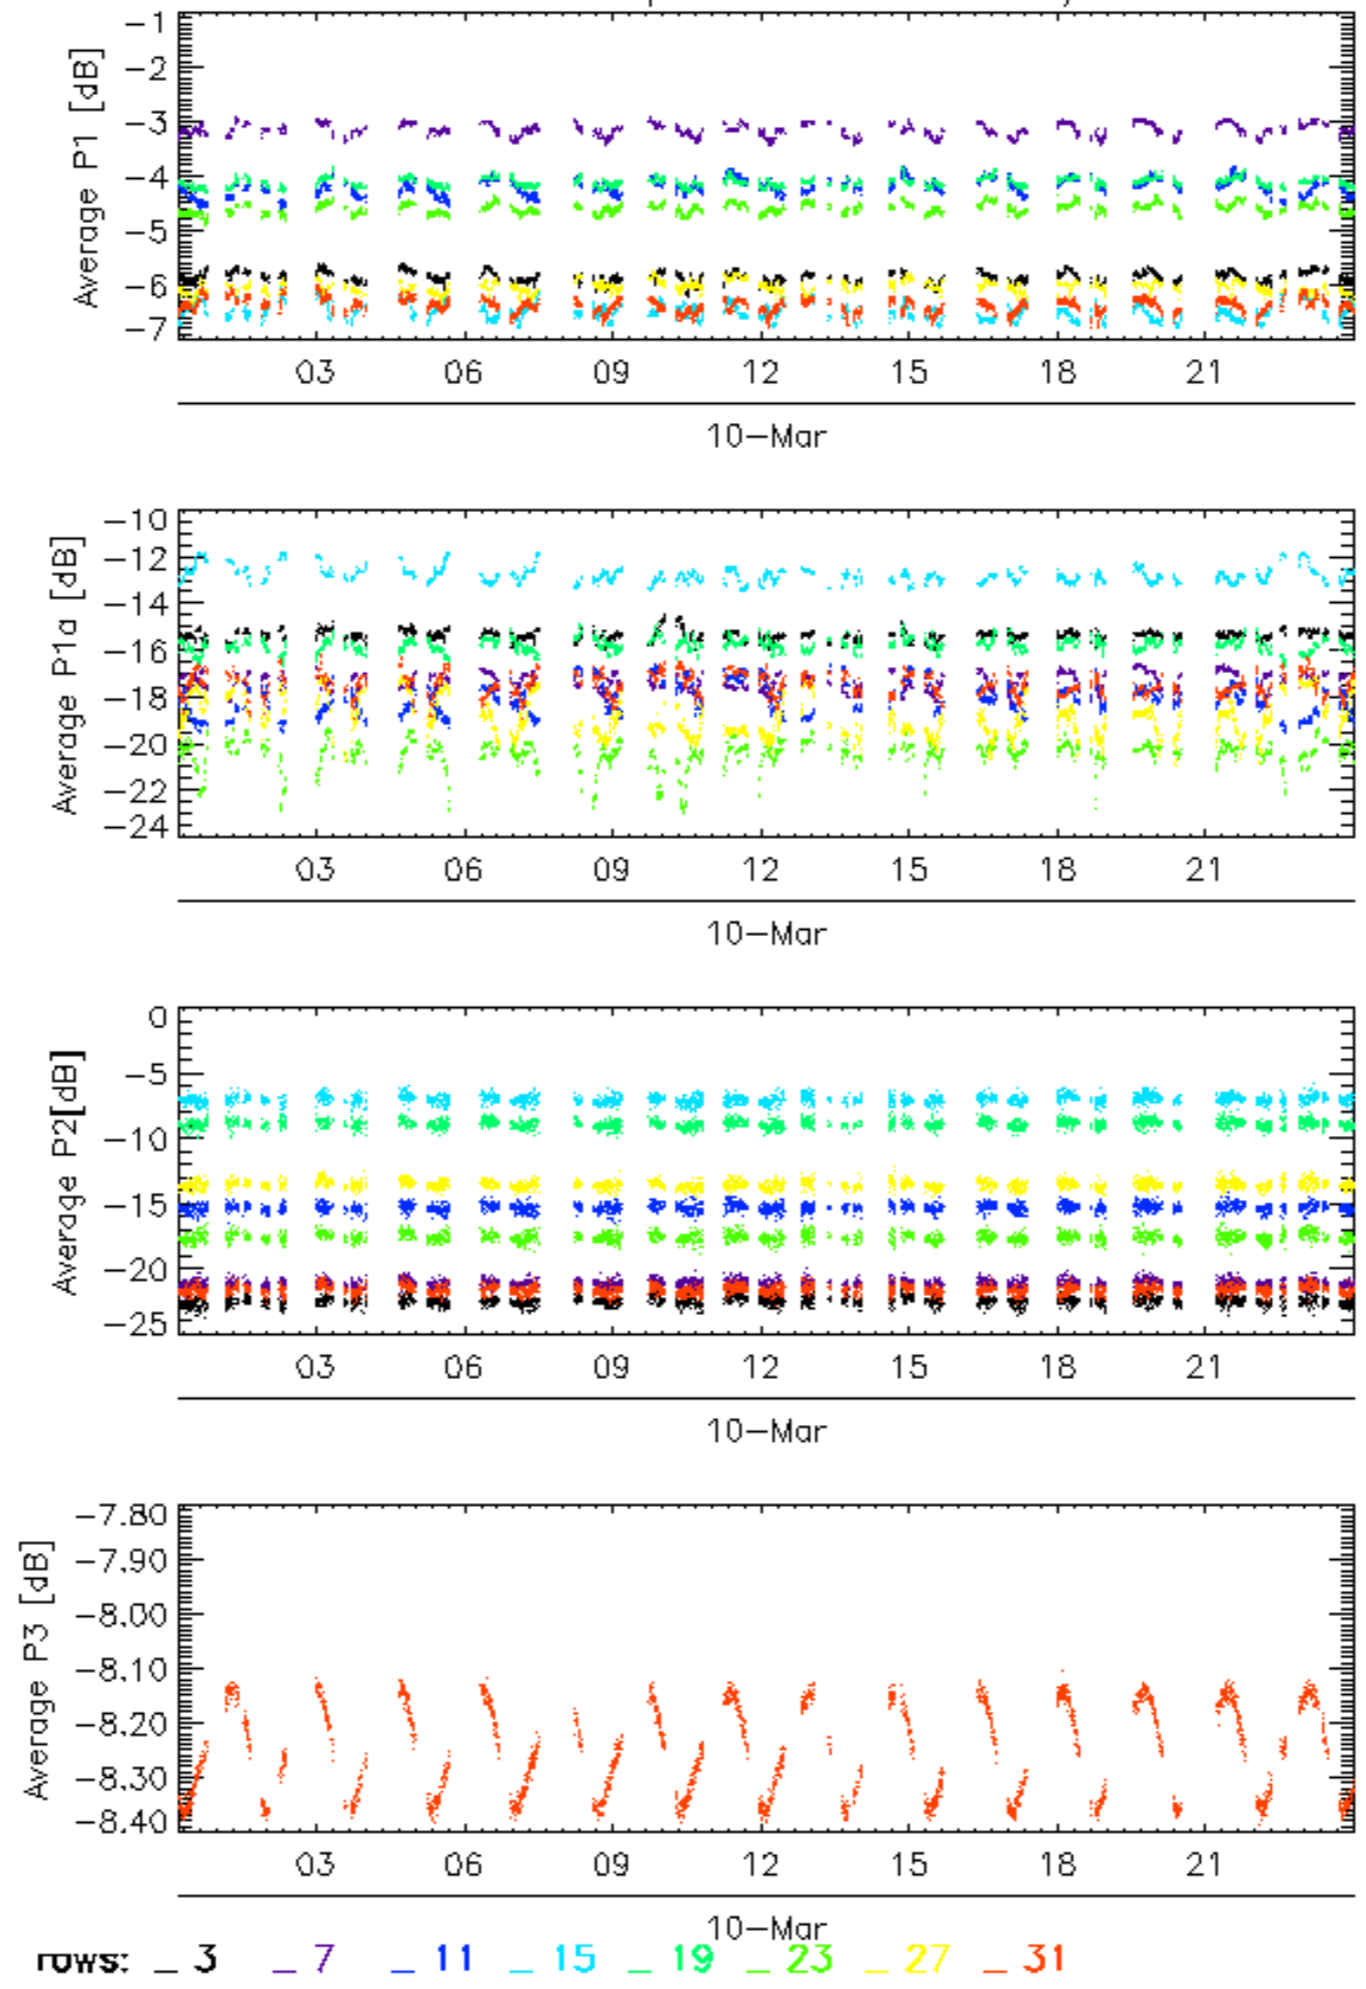 -1
-2
-3
-4
-5
-6
-7
Average P1 [dB]
03 06 09 12 15 18 21
10-Mar
-10
-12
-14
-16
-18
-20
-22
-24
Average P1a [dB]
03 06 09 12 15 18 21
10-Mar
0
-5
-10
-15
-20
-25
Average P2[dB]
03 06 09 12 15 18 21
10-Mar
-7.80
-7.90
-8.00
-8.10
-8.20
-8.30
-8.40
Average P3 [dB]
03 06 09 12 15 18 21
10-Mar
rows: _ 3 _ 7 _ 11 _ 15 _ 19 _ 23 _ 27 _ 31